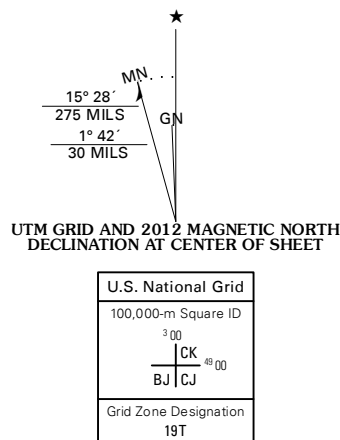 ★
MN
15° 28´
275 MILS
GN
1° 42´
30 MILS
UTM GRID AND 2012 MAGNETIC NORTH
DECLINATION AT CENTER OF SHEET
U.S. National Grid
100,000-m Square ID
3 00
CK
49 00
BJ CJ
Grid Zone Designation
19T